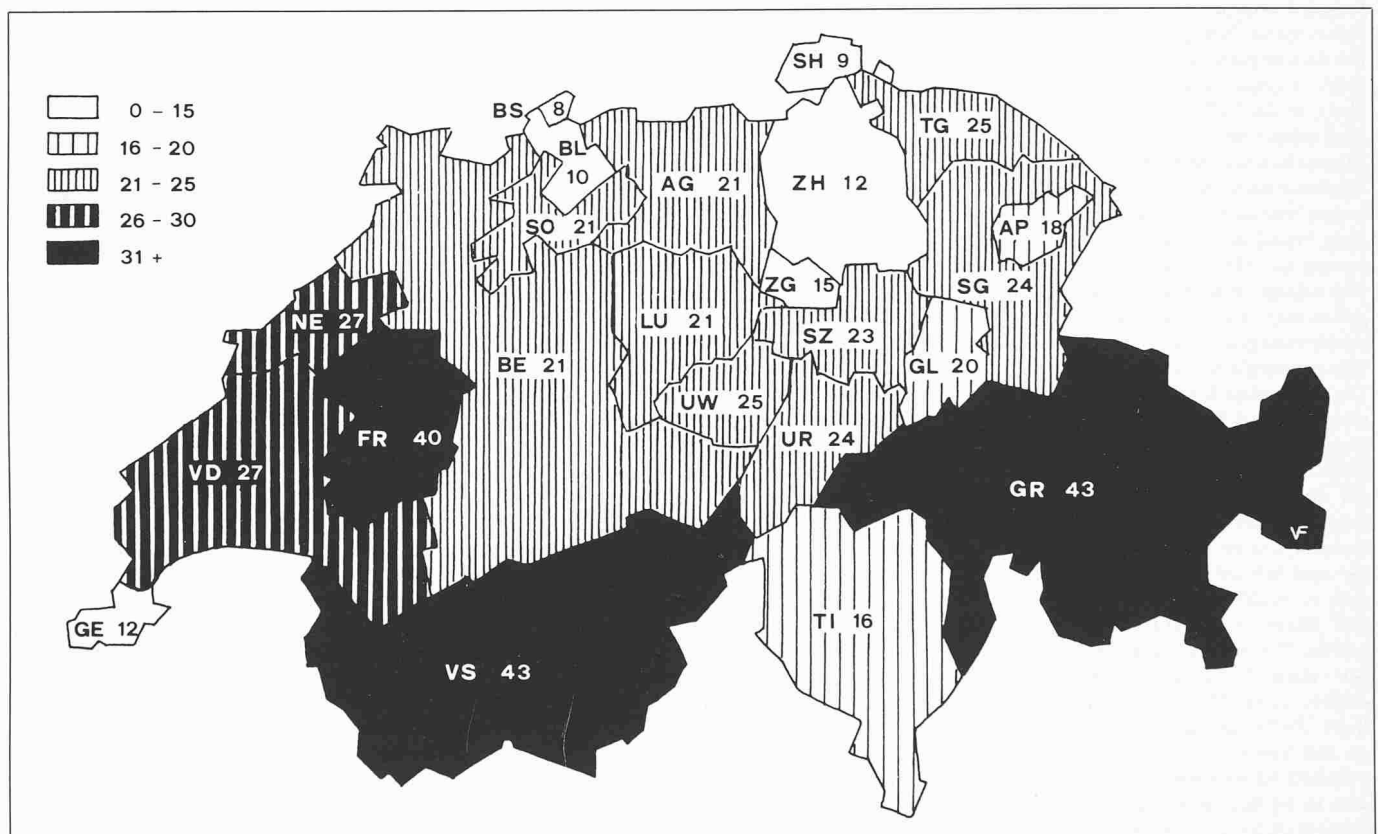 0 - 15
16 - 20
21 - 25
26 - 30
31 +
SH 9
BS 8
TG 25
BL
10
AG 21
ZH 12
SO 21
AP 18
ZG 15
SG 24
NE 27
LU 21
SZ 23
BE 21
GL 20
UW 25
FR 40
UR 24
VD 27
GR 43
VF
GE 12
TI 16
VS 43